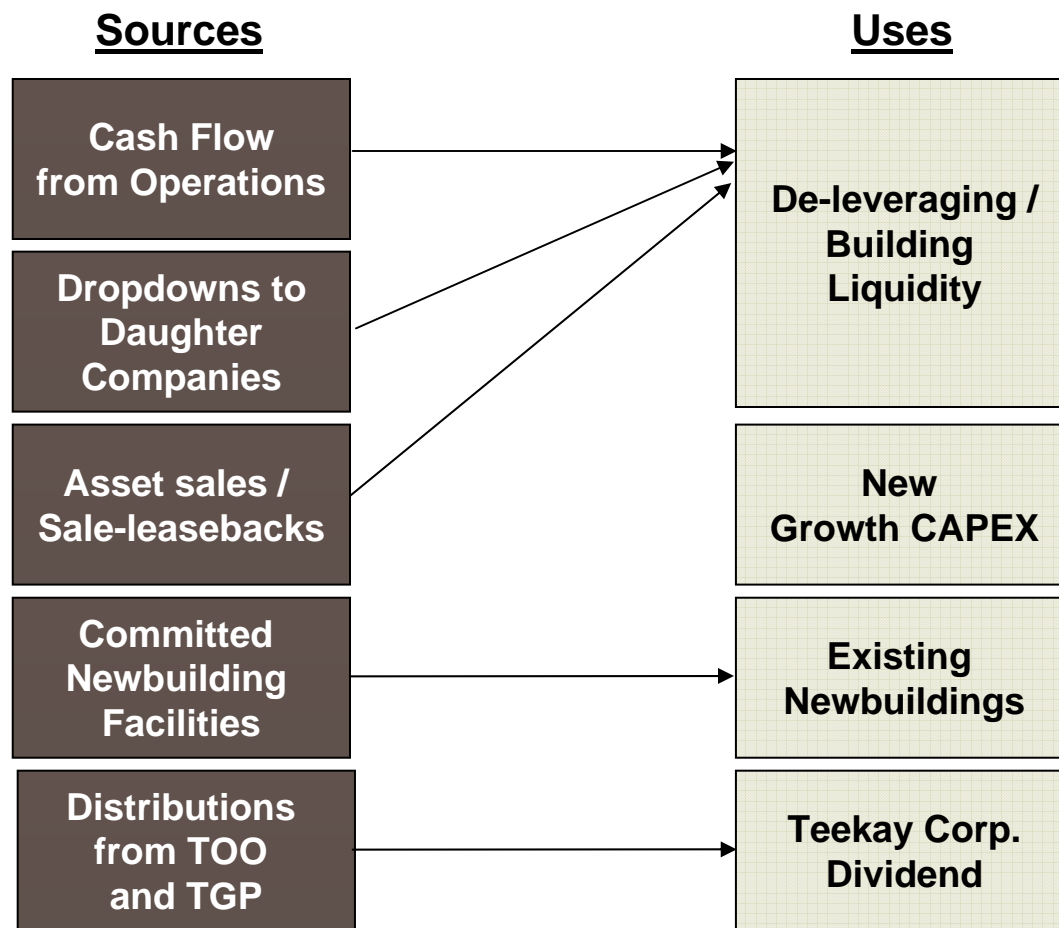 Sources
Uses
Cash Flow
from Operations
Dropdowns to
Daughter
Companies
Asset sales /
Sale-leasebacks
Committed
Newbuilding
Facilities
Distributions
from TOO
and TGP
De-leveraging /
Building
Liquidity
New
Growth CAPEX
Existing
Newbuildings
Teekay Corp.
Dividend